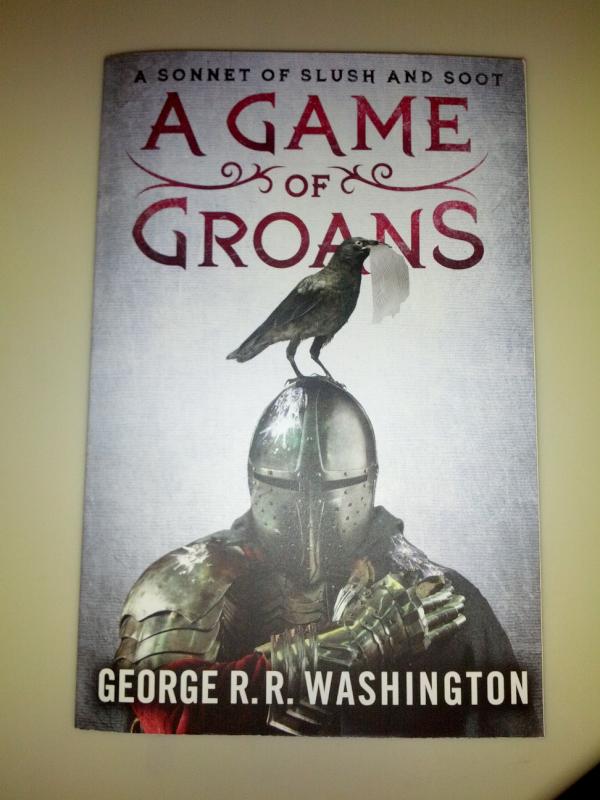 A SONNET OF SLUSH AND SOOT
A GAME
OF
GROANS
GEORGE R.R. WASHINGTON